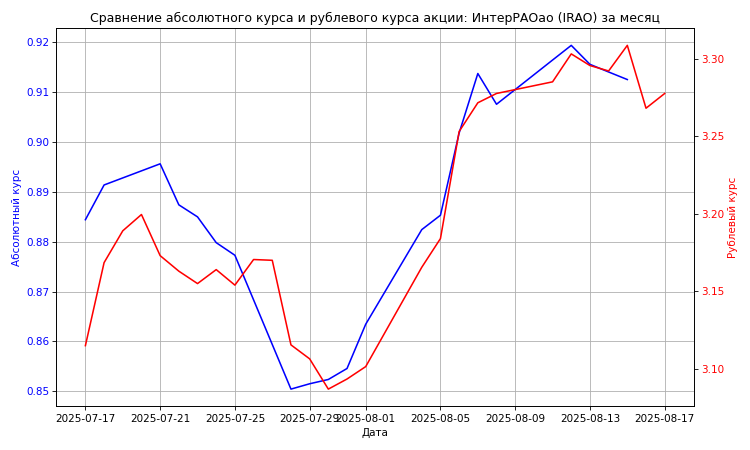 Сравнение абсолютного курса и рублевого курса акции: ИнтерРАОао (IRAO) за месяц
0.92
0.91
0.90
0.89
0.88
0.87
0.86
0.85
Абсолютный курс
3.30
3.25
3.20
3.15
3.10
Рублевый курс
2025-07-17 2025-07-21 2025-07-25 2025-07-29 2025-08-01 2025-08-05 2025-08-09 2025-08-13 2025-08-17
Дата